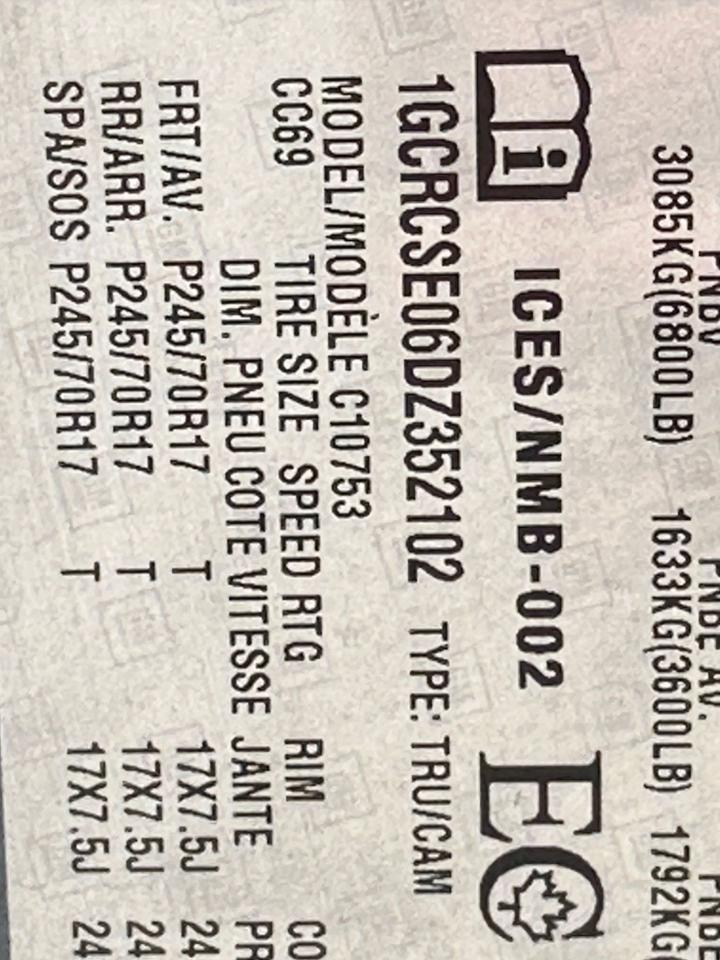 3085KG(6800LB) 1633KG(3600LB) 1792KG(
ICES/NMB-002
1GCRCSE06DZ352102 TYPE: TRU/CAM
MODEL/MODÈLE C10753
CC69 TIRE SIZE SPEED RTG RIM CO
DIM. PNEU COTE VITESSE JANTE PR
FRT/AV. P245/70R17 T 17X7.5J 24
RR/ARR. P245/70R17 T 17X7.5J 24
SPA/SOS P245/70R17 T 17X7.5J 24